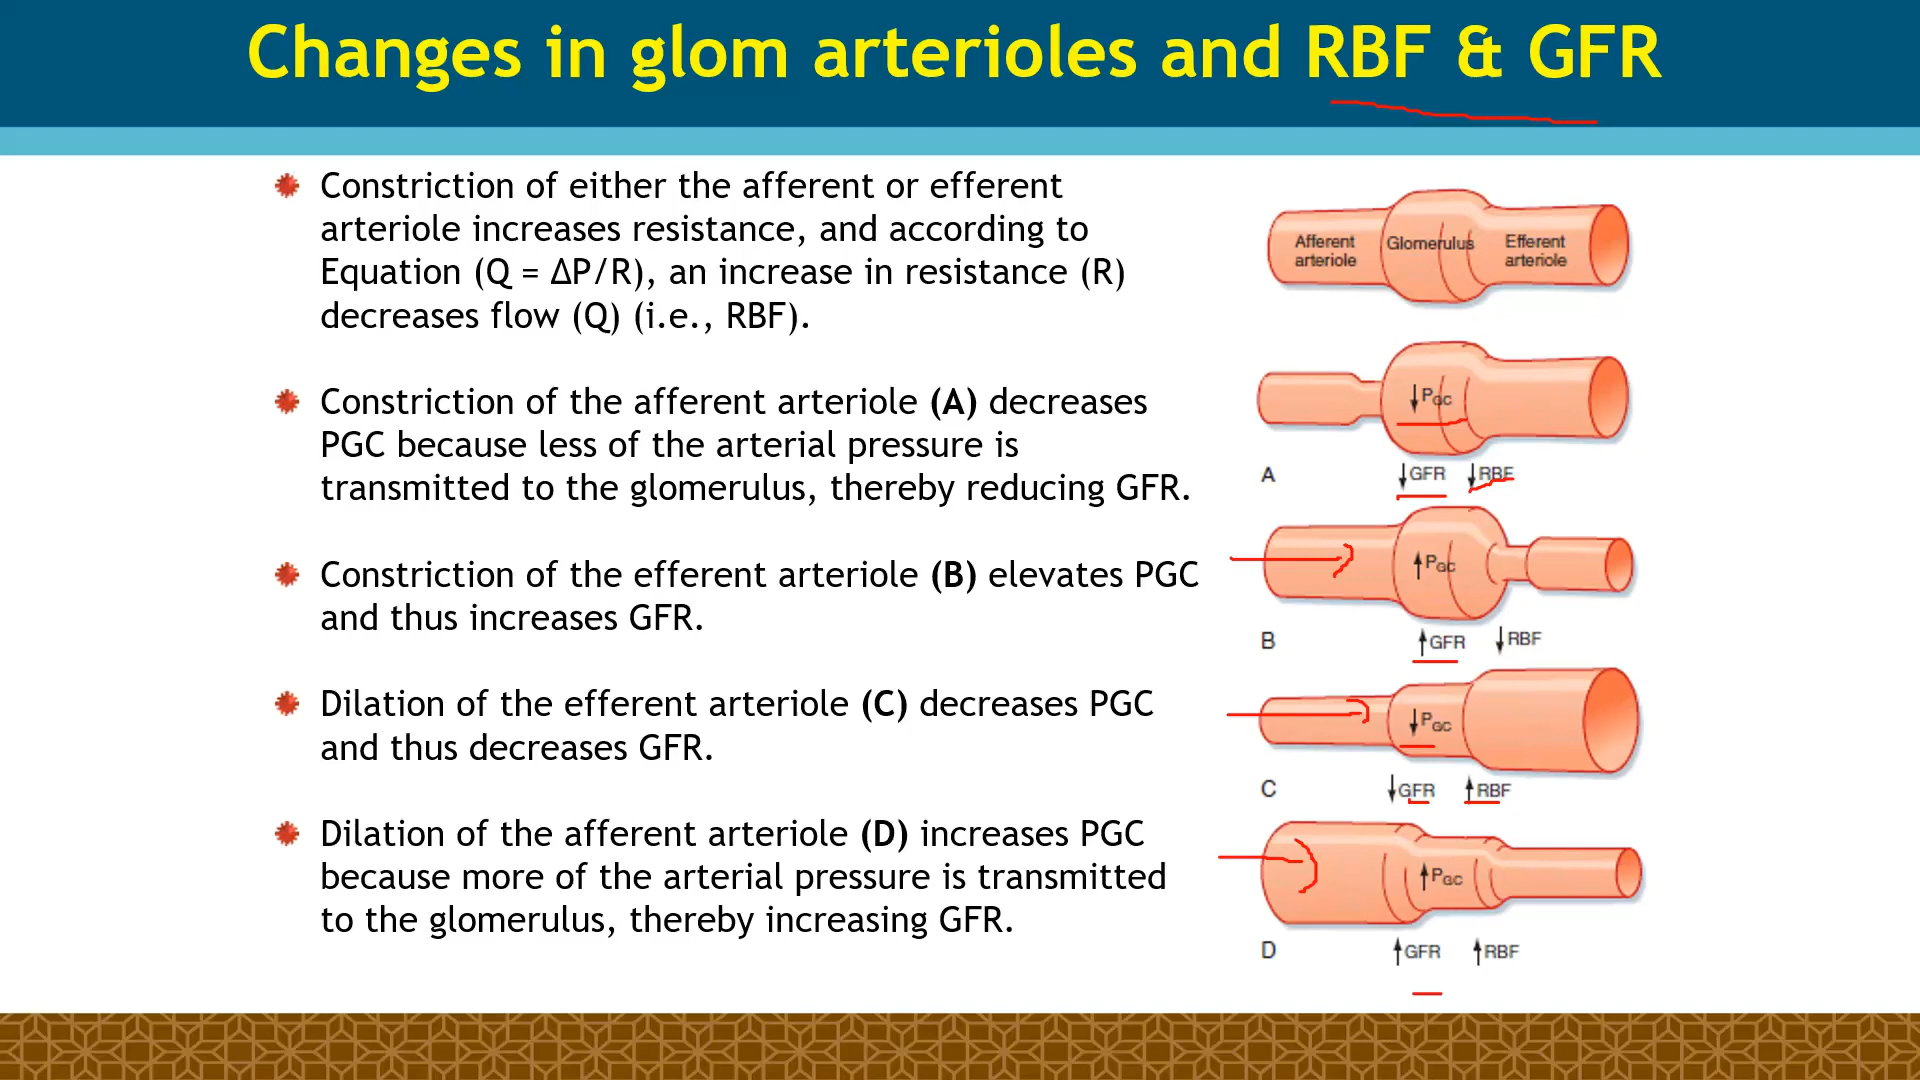 Changes in glom arterioles and RBF & GFR
Constriction of either the afferent or efferent
arteriole increases resistance, and according to
Equation (Q = ΔP/R), an increase in resistance (R)
decreases flow (Q) (i.e., RBF).
Constriction of the afferent arteriole (A) decreases
PGC because less of the arterial pressure is
transmitted to the glomerulus, thereby reducing GFR.
Constriction of the efferent arteriole (B) elevates PGC
and thus increases GFR.
Dilation of the efferent arteriole (C) decreases PGC
and thus decreases GFR.
Dilation of the afferent arteriole (D) increases PGC
because more of the arterial pressure is transmitted
to the glomerulus, thereby increasing GFR.
Afferent
arteriole
Glomerulus
Efferent
arteriole
↓PGC
A
↓GFR ↓RBF
↑PGC
B
↑GFR ↓RBF
↓PGC
C
↓GFR ↑RBF
↑PGC
D
↑GFR ↑RBF